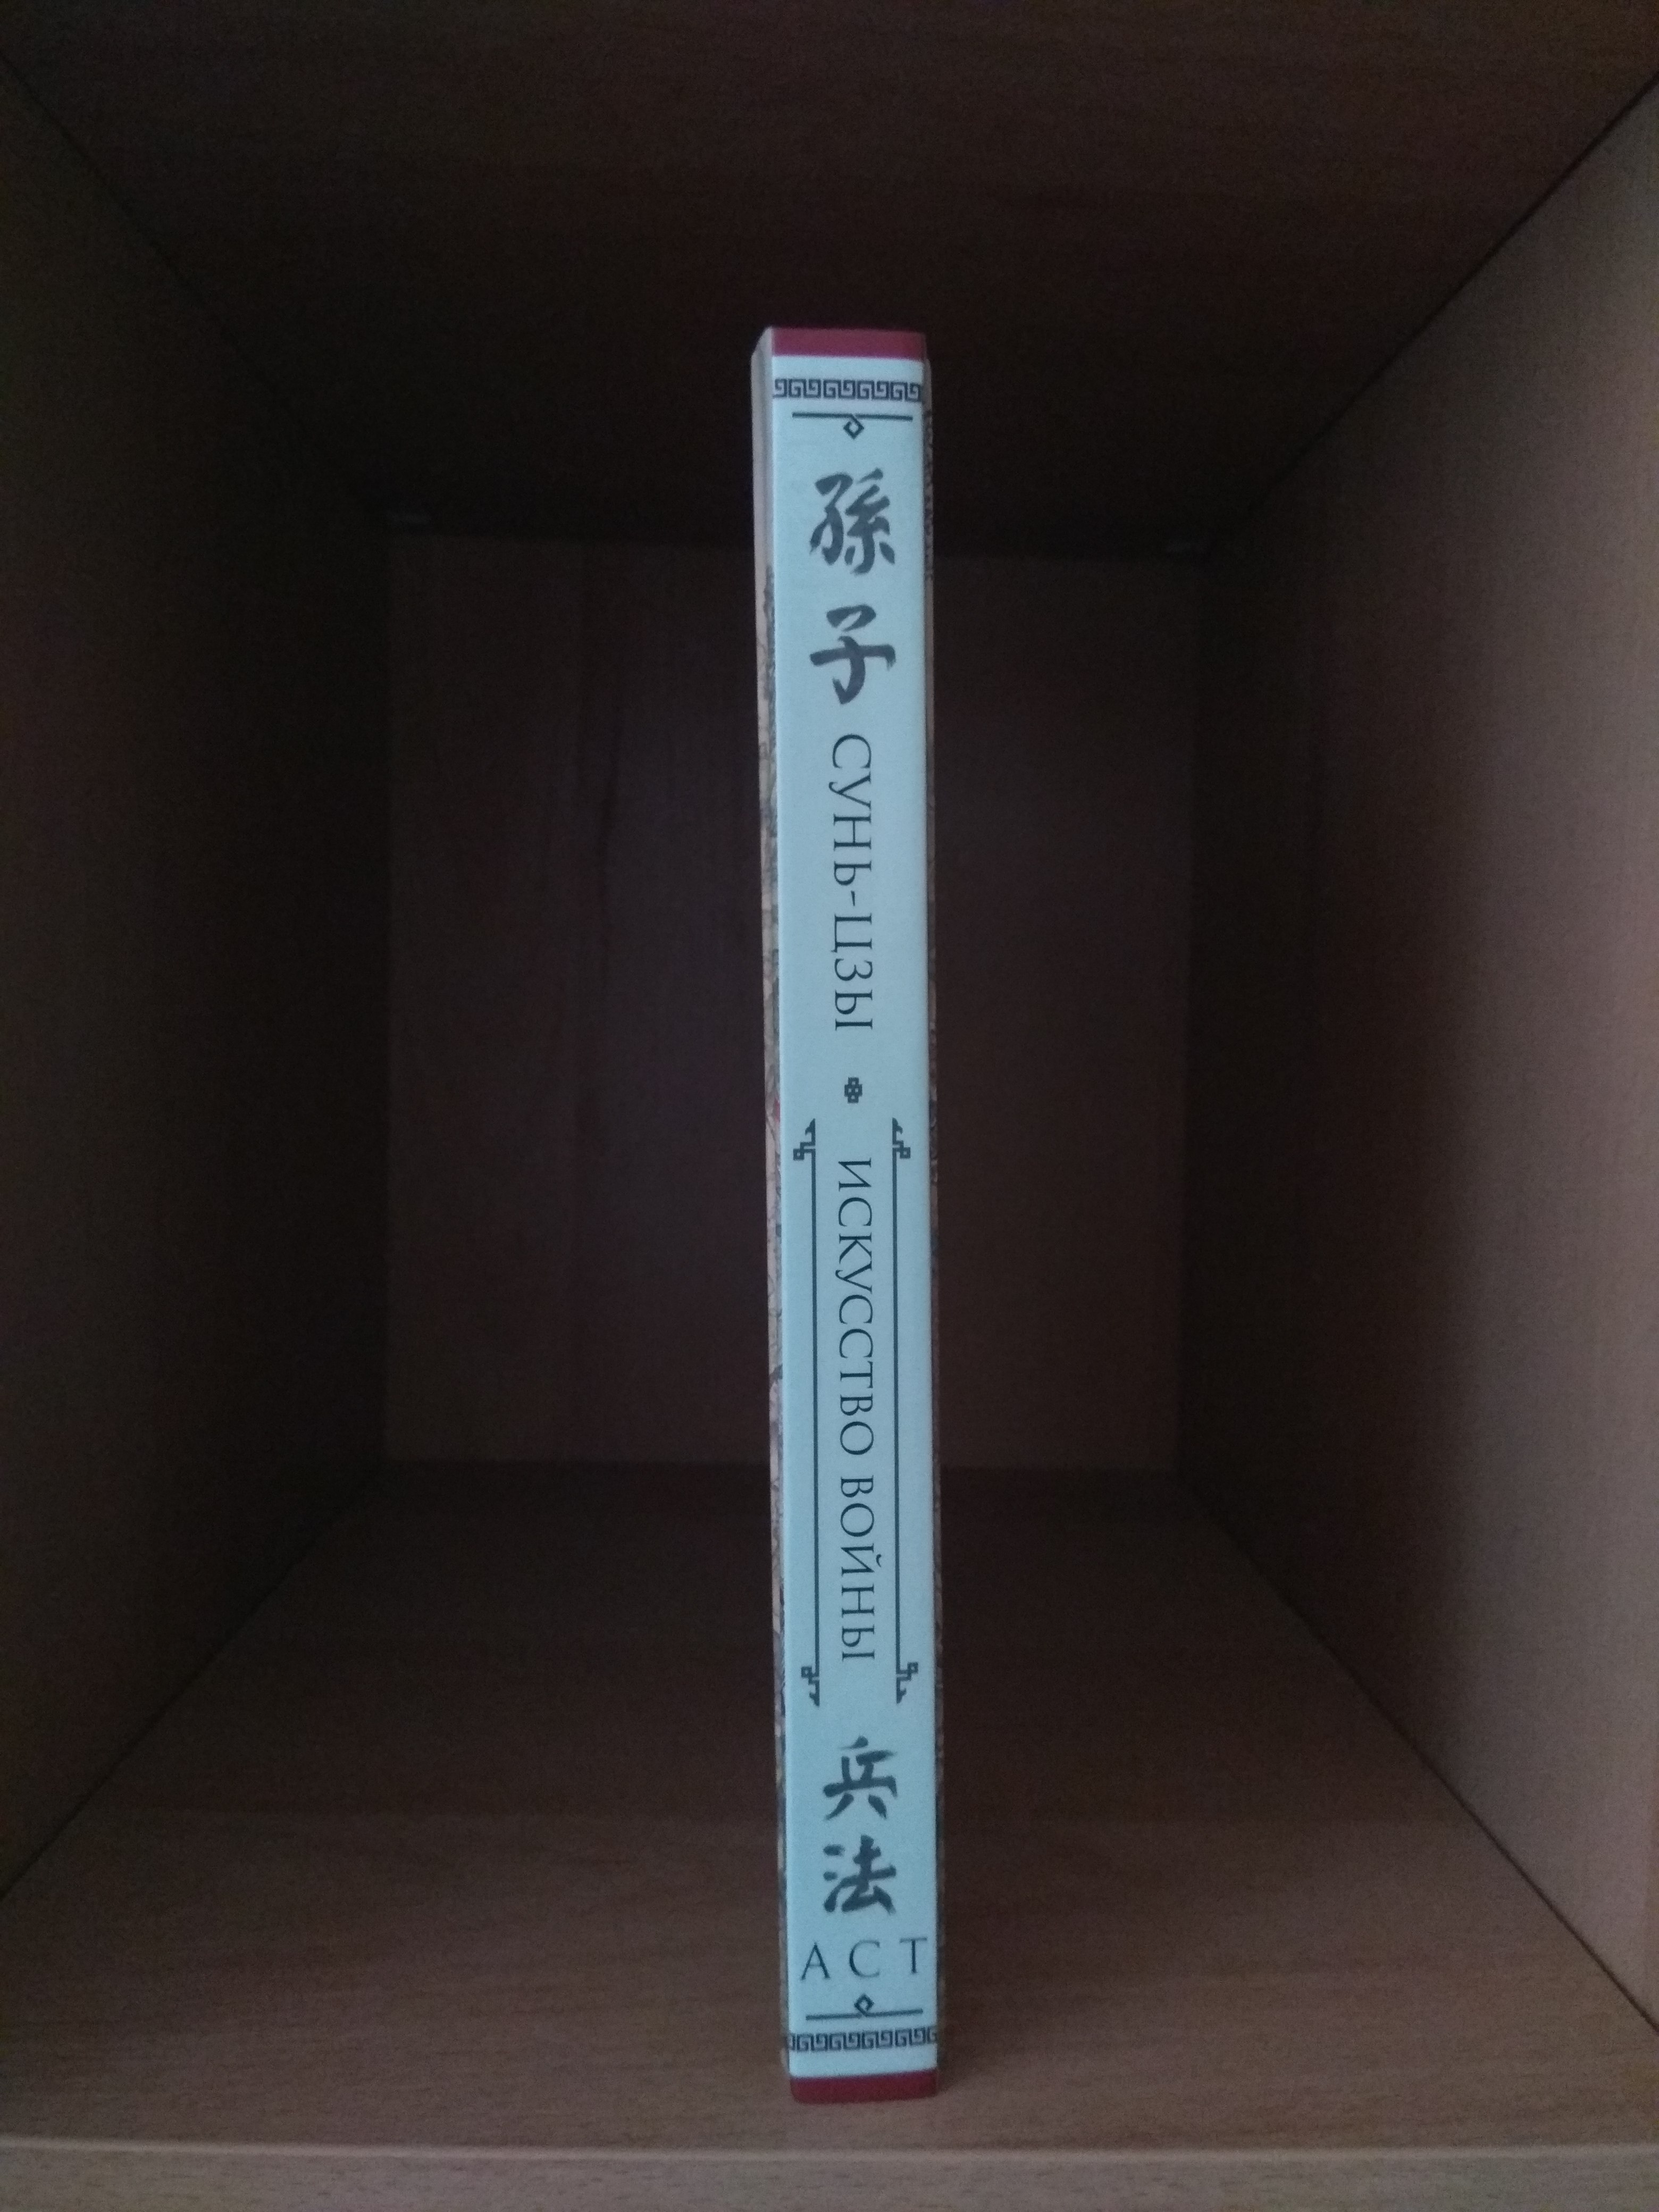 孫子
СУНЬ-ЦЗЫ
ИСКУССТВО ВОЙНЫ
兵法
АСТ